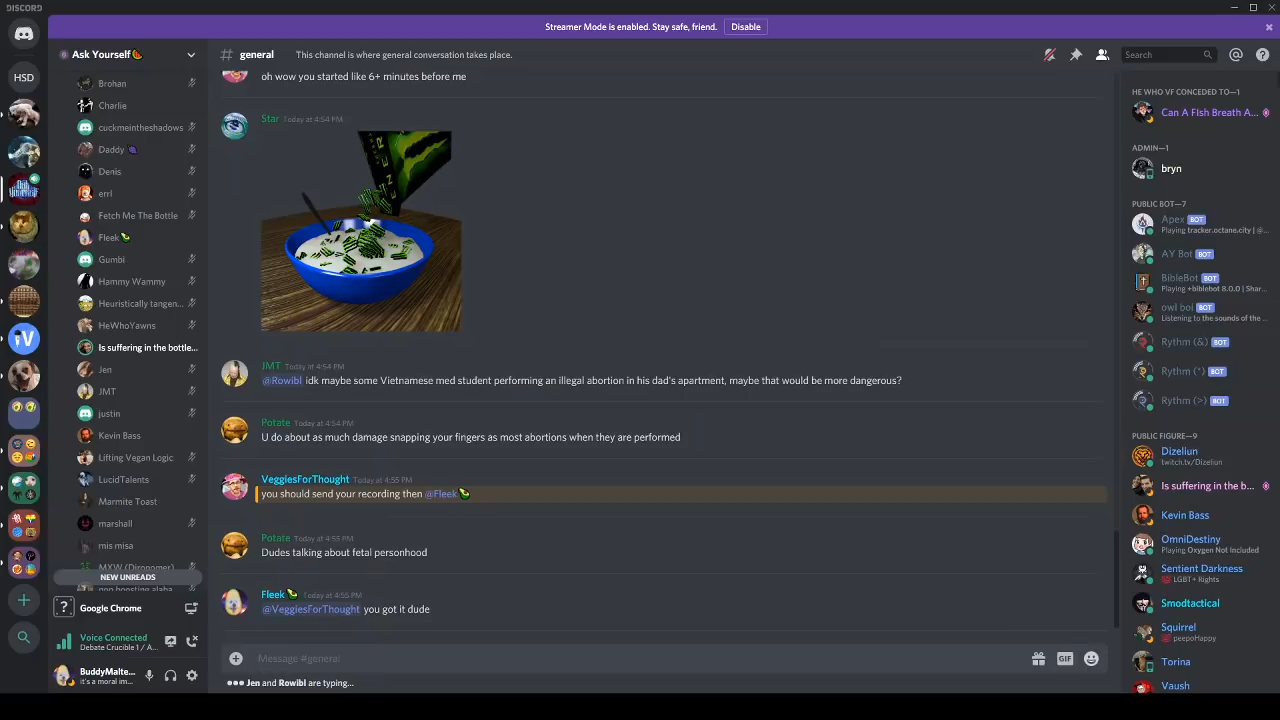 DISCORD
Streamer Mode is enabled. Stay safe, friend.
Disable
Ask Yourself
HSD
Brohan
Charlie
cuckmeintheshadows
Daddy
Denis
errl
Fetch Me The Bottle
Fleek
Gumbi
Hammy Wammy
Heuristically tangen...
HeWhoYawns
Is suffering in the bottle...
Jen
JMT
justin
Kevin Bass
Lifting Vegan Logic
LucidTalents
Marmite Toast
marshall
mis misa
NEW UNREADS
Google Chrome
Voice Connected
Debate Crucible 1 / A...
BuddyMalte...
it's a moral im...
# general
This channel is where general conversation takes place.
Search
oh wow you started like 6+ minutes before me
Star Today at 4:54 PM
JMT Today at 4:54 PM
@Rowibl idk maybe some Vietnamese med student performing an illegal abortion in his dad's apartment, maybe that would be more dangerous?
Potate Today at 4:54 PM
U do about as much damage snapping your fingers as most abortions when they are performed
VeggiesForThought Today at 4:55 PM
you should send your recording then @Fleek
Potate Today at 4:55 PM
Dudes talking about fetal personhood
Fleek Today at 4:55 PM
@VeggiesForThought you got it dude
Message #general
GIF
Jen and Rowibl are typing...
HE WHO VF CONCEDED TO—1
Can A FIsh Breath A...
ADMIN—1
bryn
PUBLIC BOT—7
Apex BOT
Playing tracker.octane.city | @...
AY Bot BOT
BibleBot BOT
Playing +biblebot 8.0.0 | Shar...
owl boi BOT
Listening to the sounds of the ...
Rythm (&) BOT
Rythm (*) BOT
Rythm (>) BOT
PUBLIC FIGURE—9
Dizeliun
twitch.tv/Dizeliun
Is suffering in the b...
Kevin Bass
OmniDestiny
Playing Oxygen Not Included
Sentient Darkness
LGBT+ Rights
Smodtactical
Squirrel
peepoHappy
Torina
Vaush